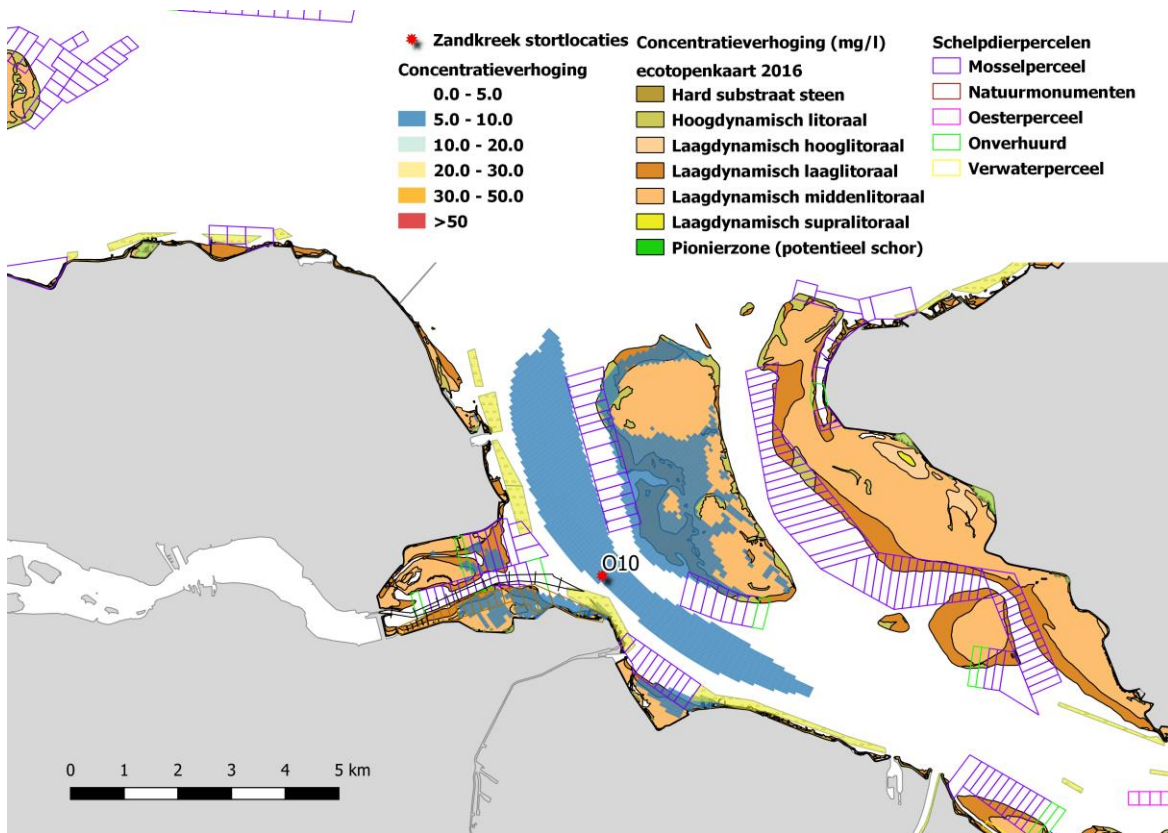 Zandkreek stortlocaties
Concentratieverhoging
0.0 - 5.0
5.0 - 10.0
10.0 - 20.0
20.0 - 30.0
30.0 - 50.0
>50
Concentratieverhoging (mg/l)
ecotopenkaart 2016
Hard substraat steen
Hoogdynamisch litoraal
Laagdynamisch hooglitoraal
Laagdynamisch laaglitoraal
Laagdynamisch middenlitoraal
Laagdynamisch supralitoraal
Pionierzone (potentieel schor)
Schelpdierpercelen
Mosselperceel
Natuurmonumenten
Oesterperceel
Onverhuurd
Verwaterperceel
O10
0 1 2 3 4 5 km